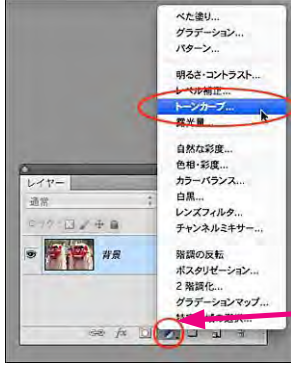 べた塗り...
グラデーション...
パターン...
明るさ・コントラスト...
レベル補正...
トーンカーブ...
露光量...
自然な彩度...
色相・彩度...
カラーバランス...
白黒...
レンズフィルタ...
チャンネルミキサー...
階調の反転
ポスタリゼーション...
2 階調化...
グラデーションマップ...
レイヤー
通常
背景
fx